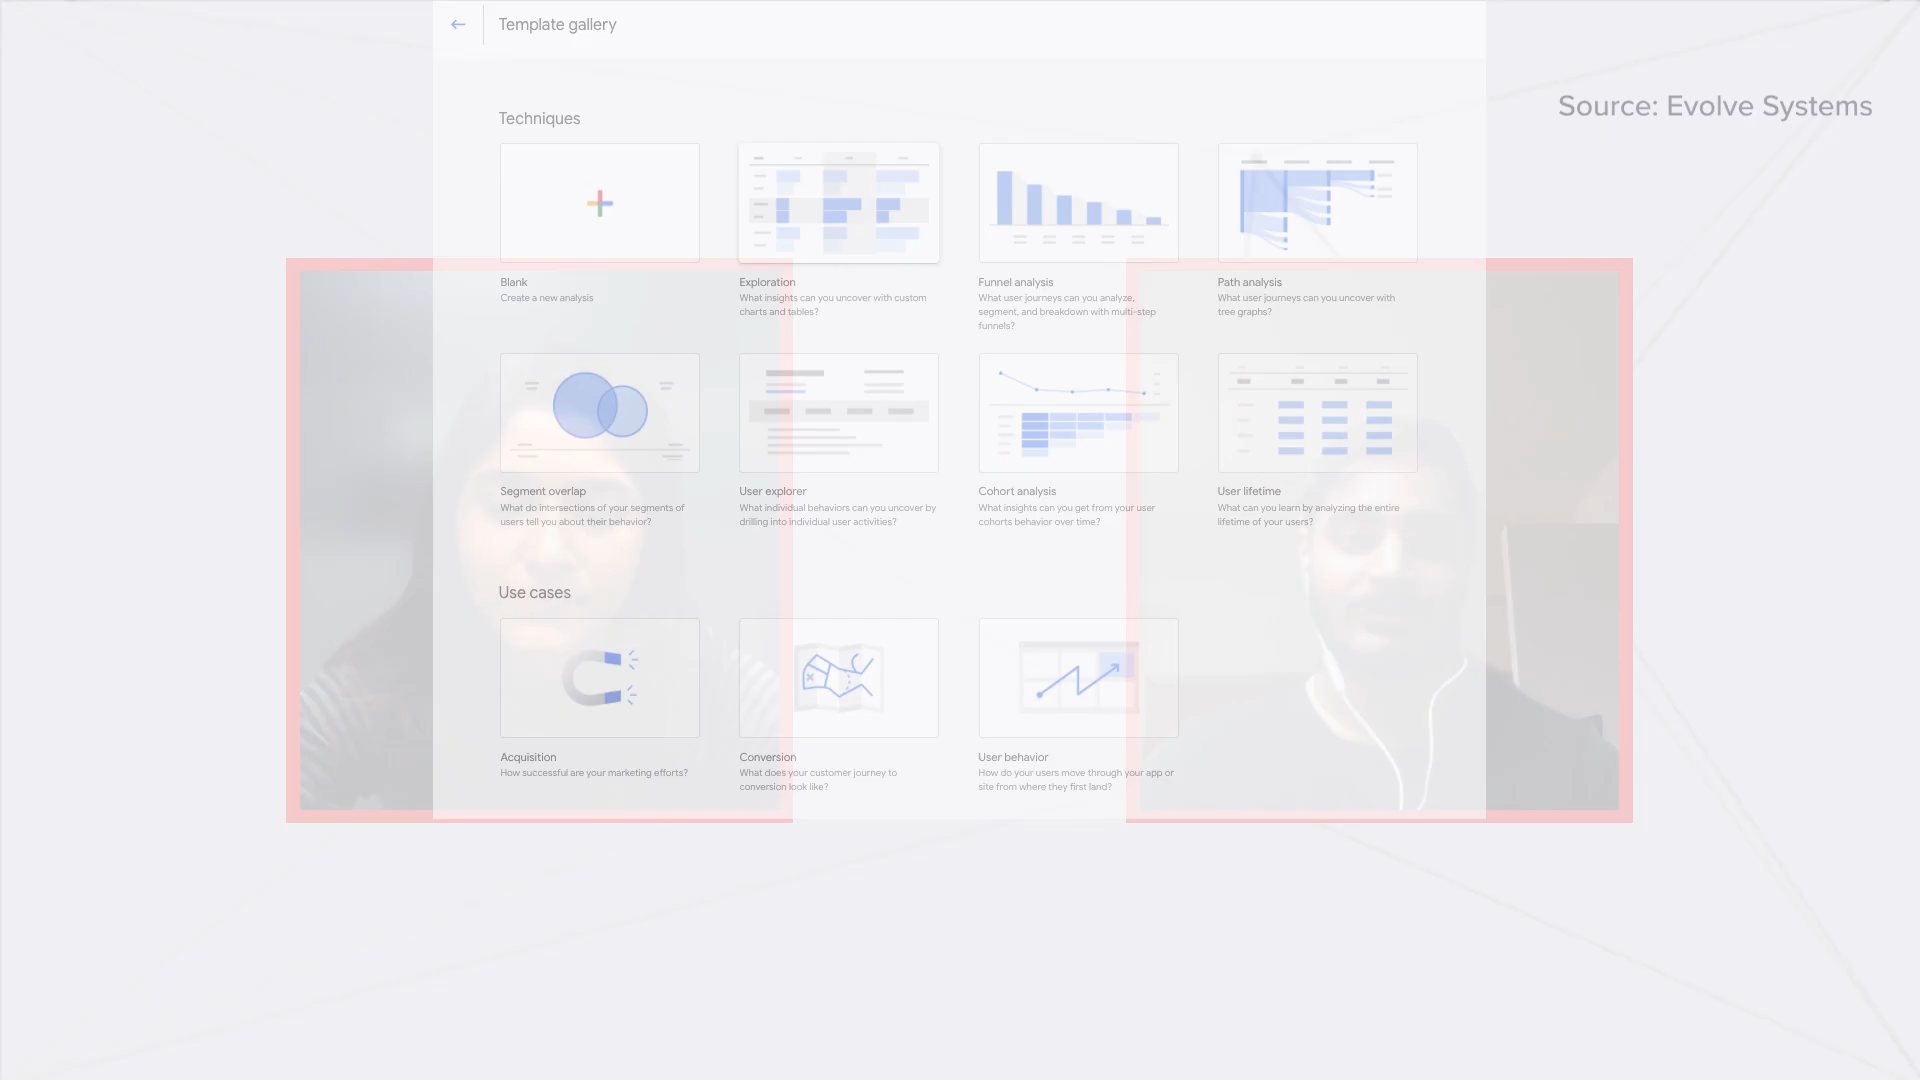 Template gallery
Source: Evolve Systems
Techniques
Blank
Create a new analysis
Exploration
What insights can you uncover with custom
charts and tables?
Funnel analysis
What user journeys can you analyze,
segment, and breakdown with multi-step
funnels?
Path analysis
What user journeys can you uncover with
tree graphs?
Segment overlap
What do intersections of your segments of
users tell you about their behavior?
User explorer
What individual behaviors can you uncover by
drilling into individual user activities?
Cohort analysis
What insights can you get from your user
cohorts behavior over time?
User lifetime
What can you learn by analyzing the entire
lifetime of your users?
Use cases
Acquisition
How successful are your marketing efforts?
Conversion
What does your customer journey to
conversion look like?
User behavior
How do your users move through your app or
site from where they first land?